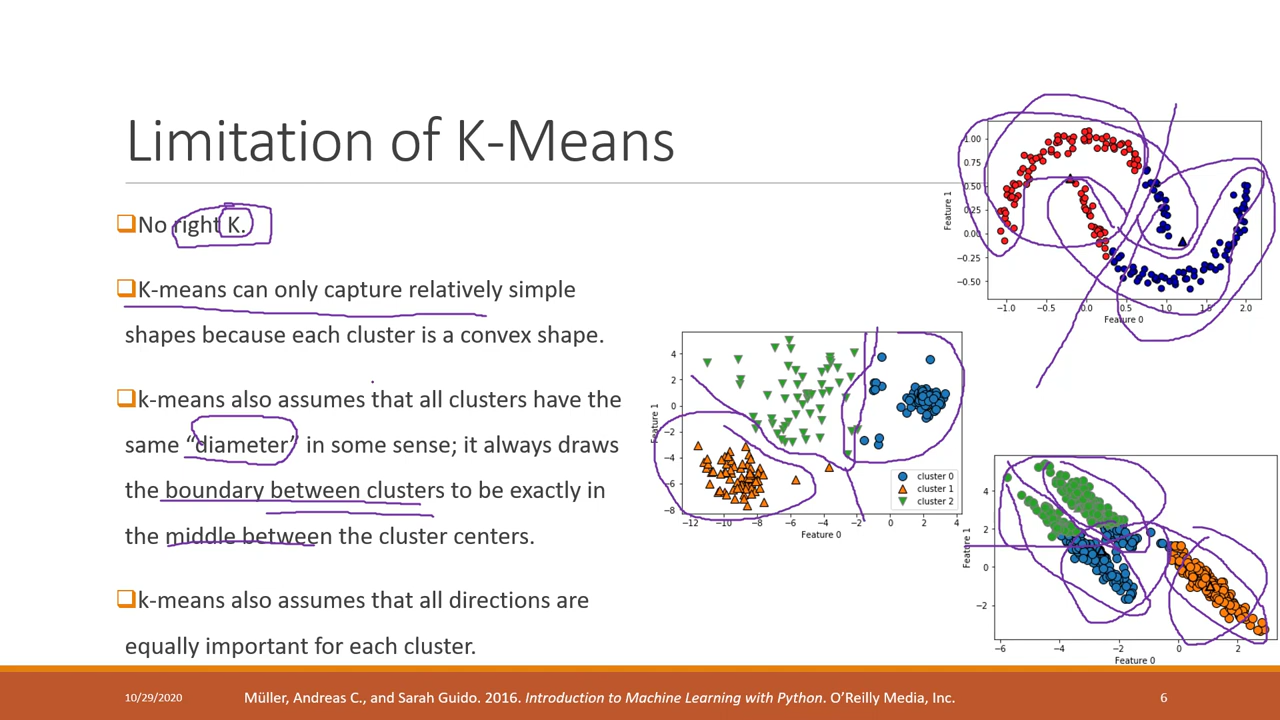 Limitation of K-Means
No right K.
K-means can only capture relatively simple
shapes because each cluster is a convex shape.
k-means also assumes that all clusters have the
same “diameter” in some sense; it always draws
the boundary between clusters to be exactly in
the middle between the cluster centers.
k-means also assumes that all directions are
equally important for each cluster.
1.00
0.75
0.50
0.25
0.00
−0.25
−0.50
Feature 1
−1.0 −0.5 0.0 0.5 1.0 1.5 2.0
Feature 0
4
2
0
−2
−4
−6
−8
Feature 1
cluster 0
cluster 1
cluster 2
−12 −10 −8 −6 −4 −2 0 2 4
Feature 0
4
2
0
−2
Feature 1
−6 −4 −2 0 2
Feature 0
10/29/2020
Müller, Andreas C., and Sarah Guido. 2016. Introduction to Machine Learning with Python. O’Reilly Media, Inc.
6